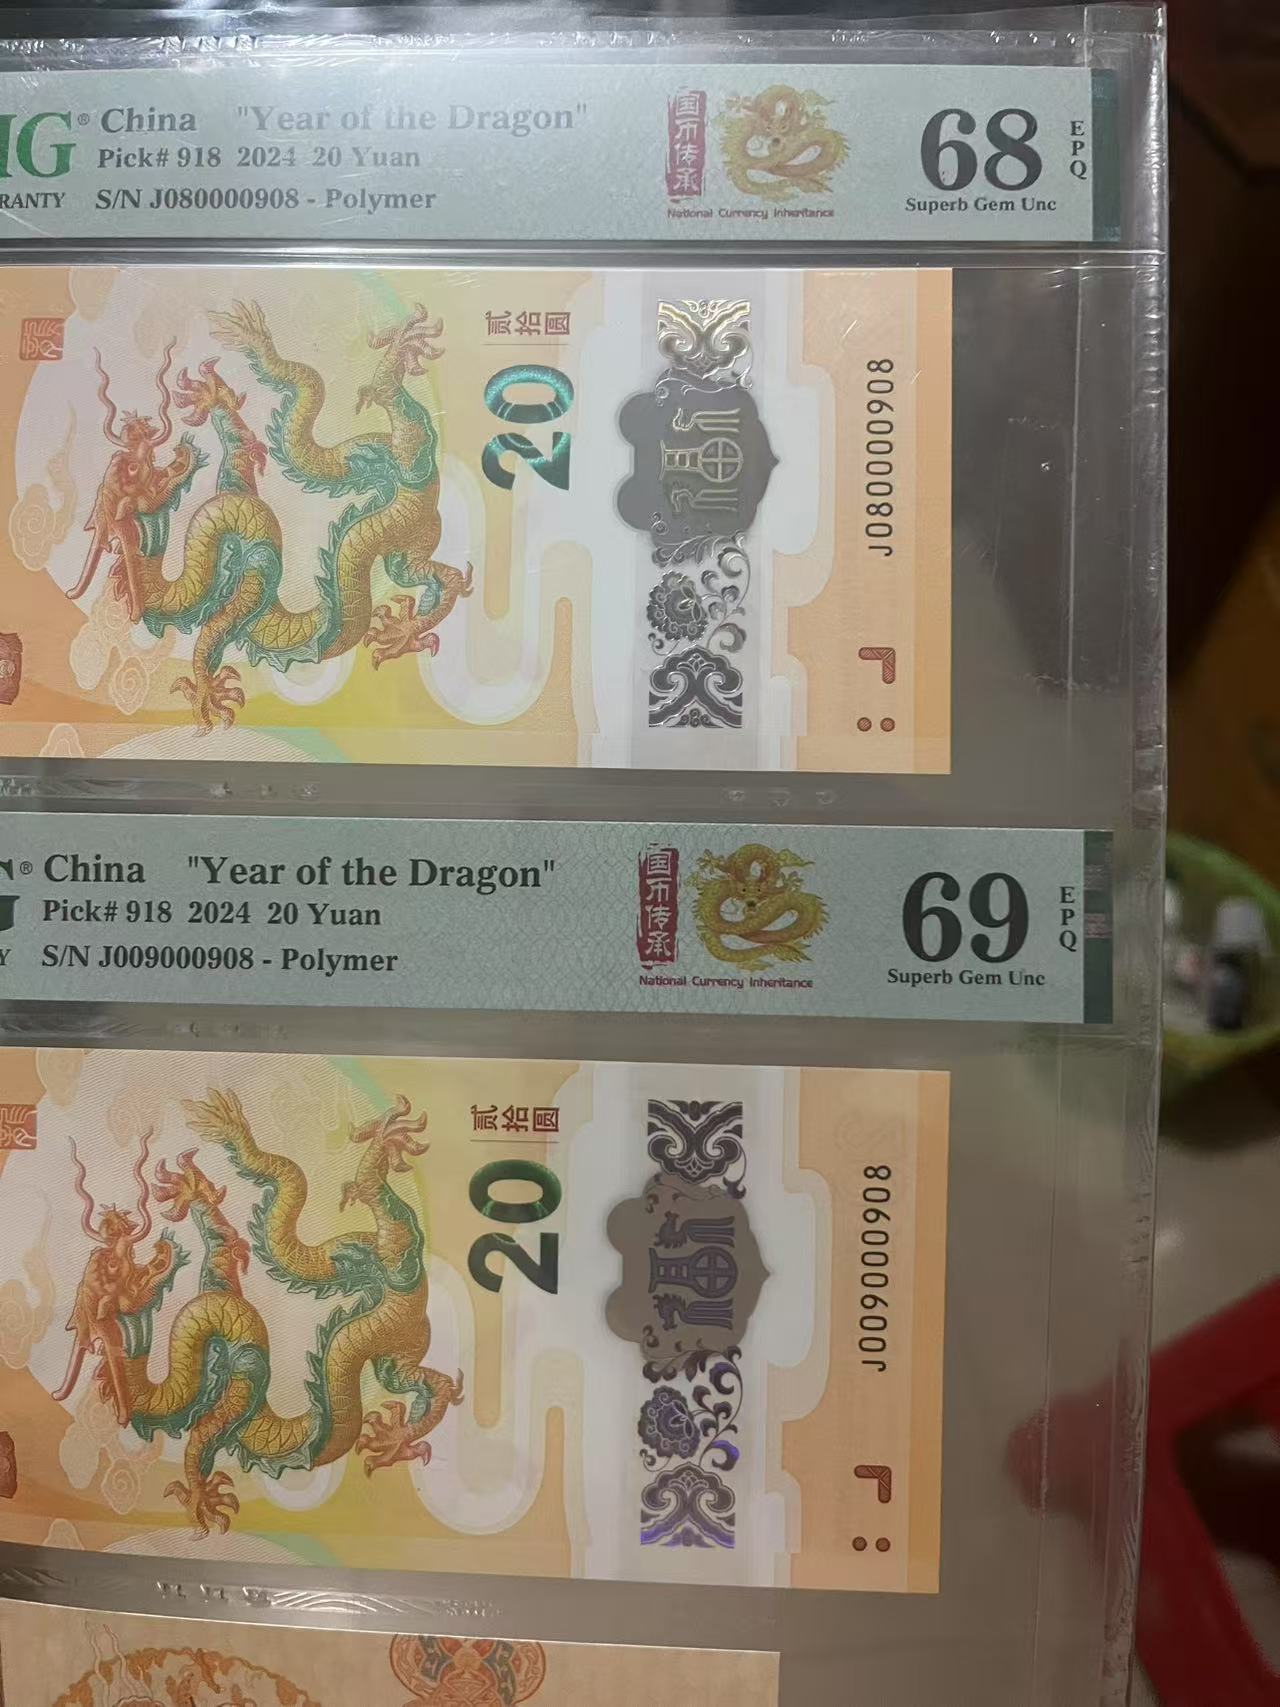 G® China "Year of the Dragon"
Pick# 918 2024 20 Yuan
RANTY S/N J080000908 - Polymer
国币传承
National Currency Inheritance
68
EPQ
Superb Gem Unc
贰拾圆
20
J080000908
® China "Year of the Dragon"
Pick# 918 2024 20 Yuan
Y S/N J009000908 - Polymer
国币传承
National Currency Inheritance
69
EPQ
Superb Gem Unc
贰拾圆
20
J009000908